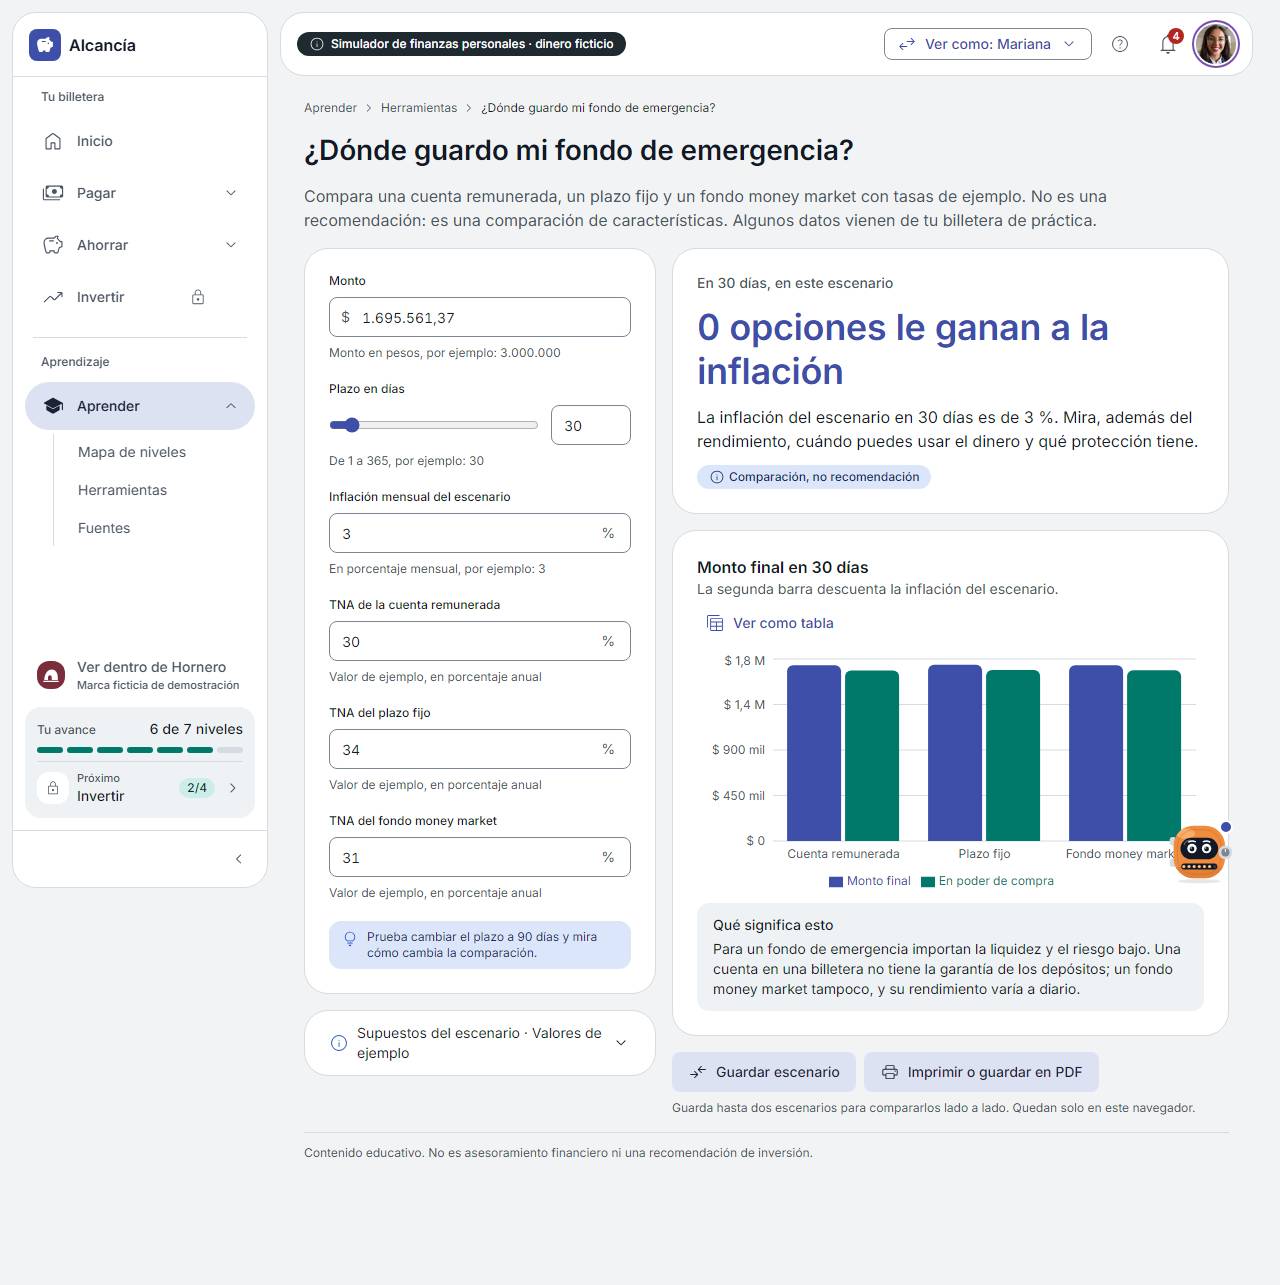 Alcancía
Tu billetera
Inicio
Pagar
Ahorrar
Invertir
Aprendizaje
Aprender
Mapa de niveles
Herramientas
Fuentes
Ver dentro de Hornero
Marca ficticia de demostración
Tu avance
6 de 7 niveles
Próximo
Invertir
2/4
Simulador de finanzas personales · dinero ficticio
Ver como: Mariana
4
Aprender > Herramientas > ¿Dónde guardo mi fondo de emergencia?
¿Dónde guardo mi fondo de emergencia?
Compara una cuenta remunerada, un plazo fijo y un fondo money market con tasas de ejemplo. No es una
recomendación: es una comparación de características. Algunos datos vienen de tu billetera de práctica.
Monto
$ 1.695.561,37
Monto en pesos, por ejemplo: 3.000.000
Plazo en días
30
De 1 a 365, por ejemplo: 30
Inflación mensual del escenario
3 %
En porcentaje mensual, por ejemplo: 3
TNA de la cuenta remunerada
30 %
Valor de ejemplo, en porcentaje anual
TNA del plazo fijo
34 %
Valor de ejemplo, en porcentaje anual
TNA del fondo money market
31 %
Valor de ejemplo, en porcentaje anual
Prueba cambiar el plazo a 90 días y mira
cómo cambia la comparación.
Supuestos del escenario · Valores de
ejemplo
En 30 días, en este escenario
0 opciones le ganan a la
inflación
La inflación del escenario en 30 días es de 3 %. Mira, además del
rendimiento, cuándo puedes usar el dinero y qué protección tiene.
Comparación, no recomendación
Monto final en 30 días
La segunda barra descuenta la inflación del escenario.
Ver como tabla
$ 1,8 M
$ 1,4 M
$ 900 mil
$ 450 mil
$ 0
Cuenta remunerada
Plazo fijo
Fondo money mark
Monto final
En poder de compra
Qué significa esto
Para un fondo de emergencia importan la liquidez y el riesgo bajo. Una
cuenta en una billetera no tiene la garantía de los depósitos; un fondo
money market tampoco, y su rendimiento varía a diario.
Guardar escenario
Imprimir o guardar en PDF
Guarda hasta dos escenarios para compararlos lado a lado. Quedan solo en este navegador.
Contenido educativo. No es asesoramiento financiero ni una recomendación de inversión.